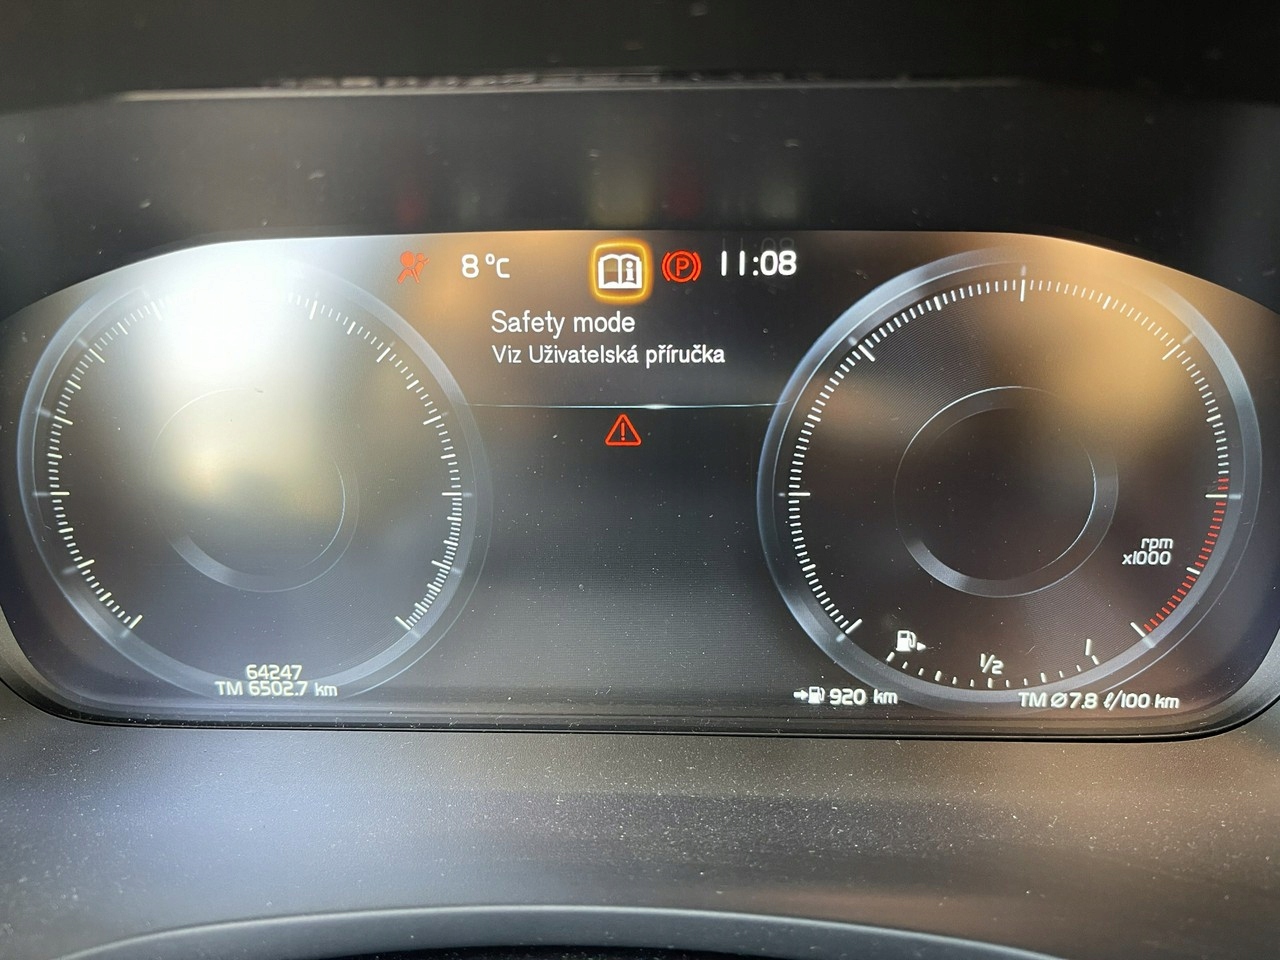 8 °C
11:08
Safety mode
Viz Uživatelská příručka
rpm
x1000
1/2
1
64247
TM 6502.7 km
920 km
TM Ø7.8 ℓ/100 km